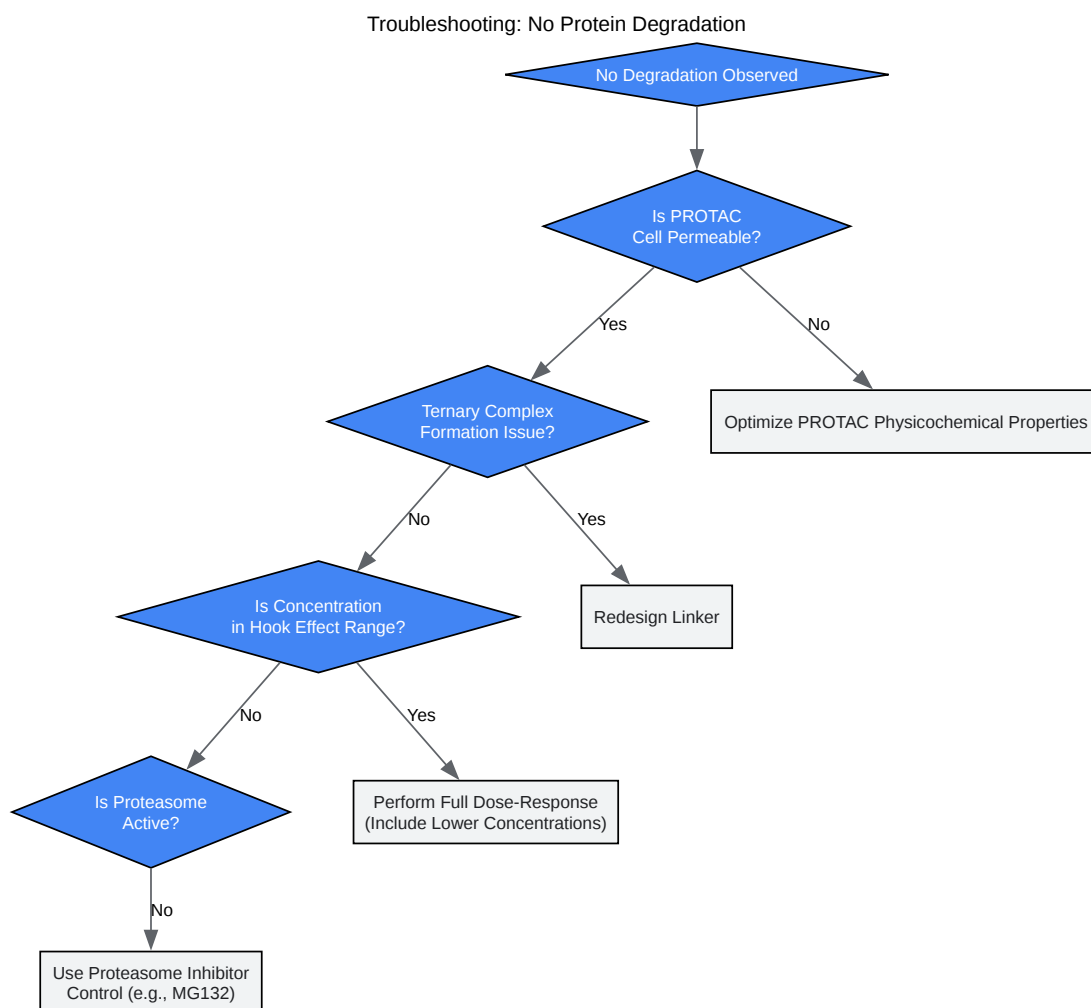 Troubleshooting: No Protein Degradation
No Degradation Observed
Is PROTAC
Cell Permeable?
Yes
No
Ternary Complex
Formation Issue?
Optimize PROTAC Physicochemical Properties
No
Yes
Is Concentration
in Hook Effect Range?
Redesign Linker
No
Yes
Is Proteasome
Active?
Perform Full Dose-Response
(Include Lower Concentrations)
No
Use Proteasome Inhibitor
Control (e.g., MG132)